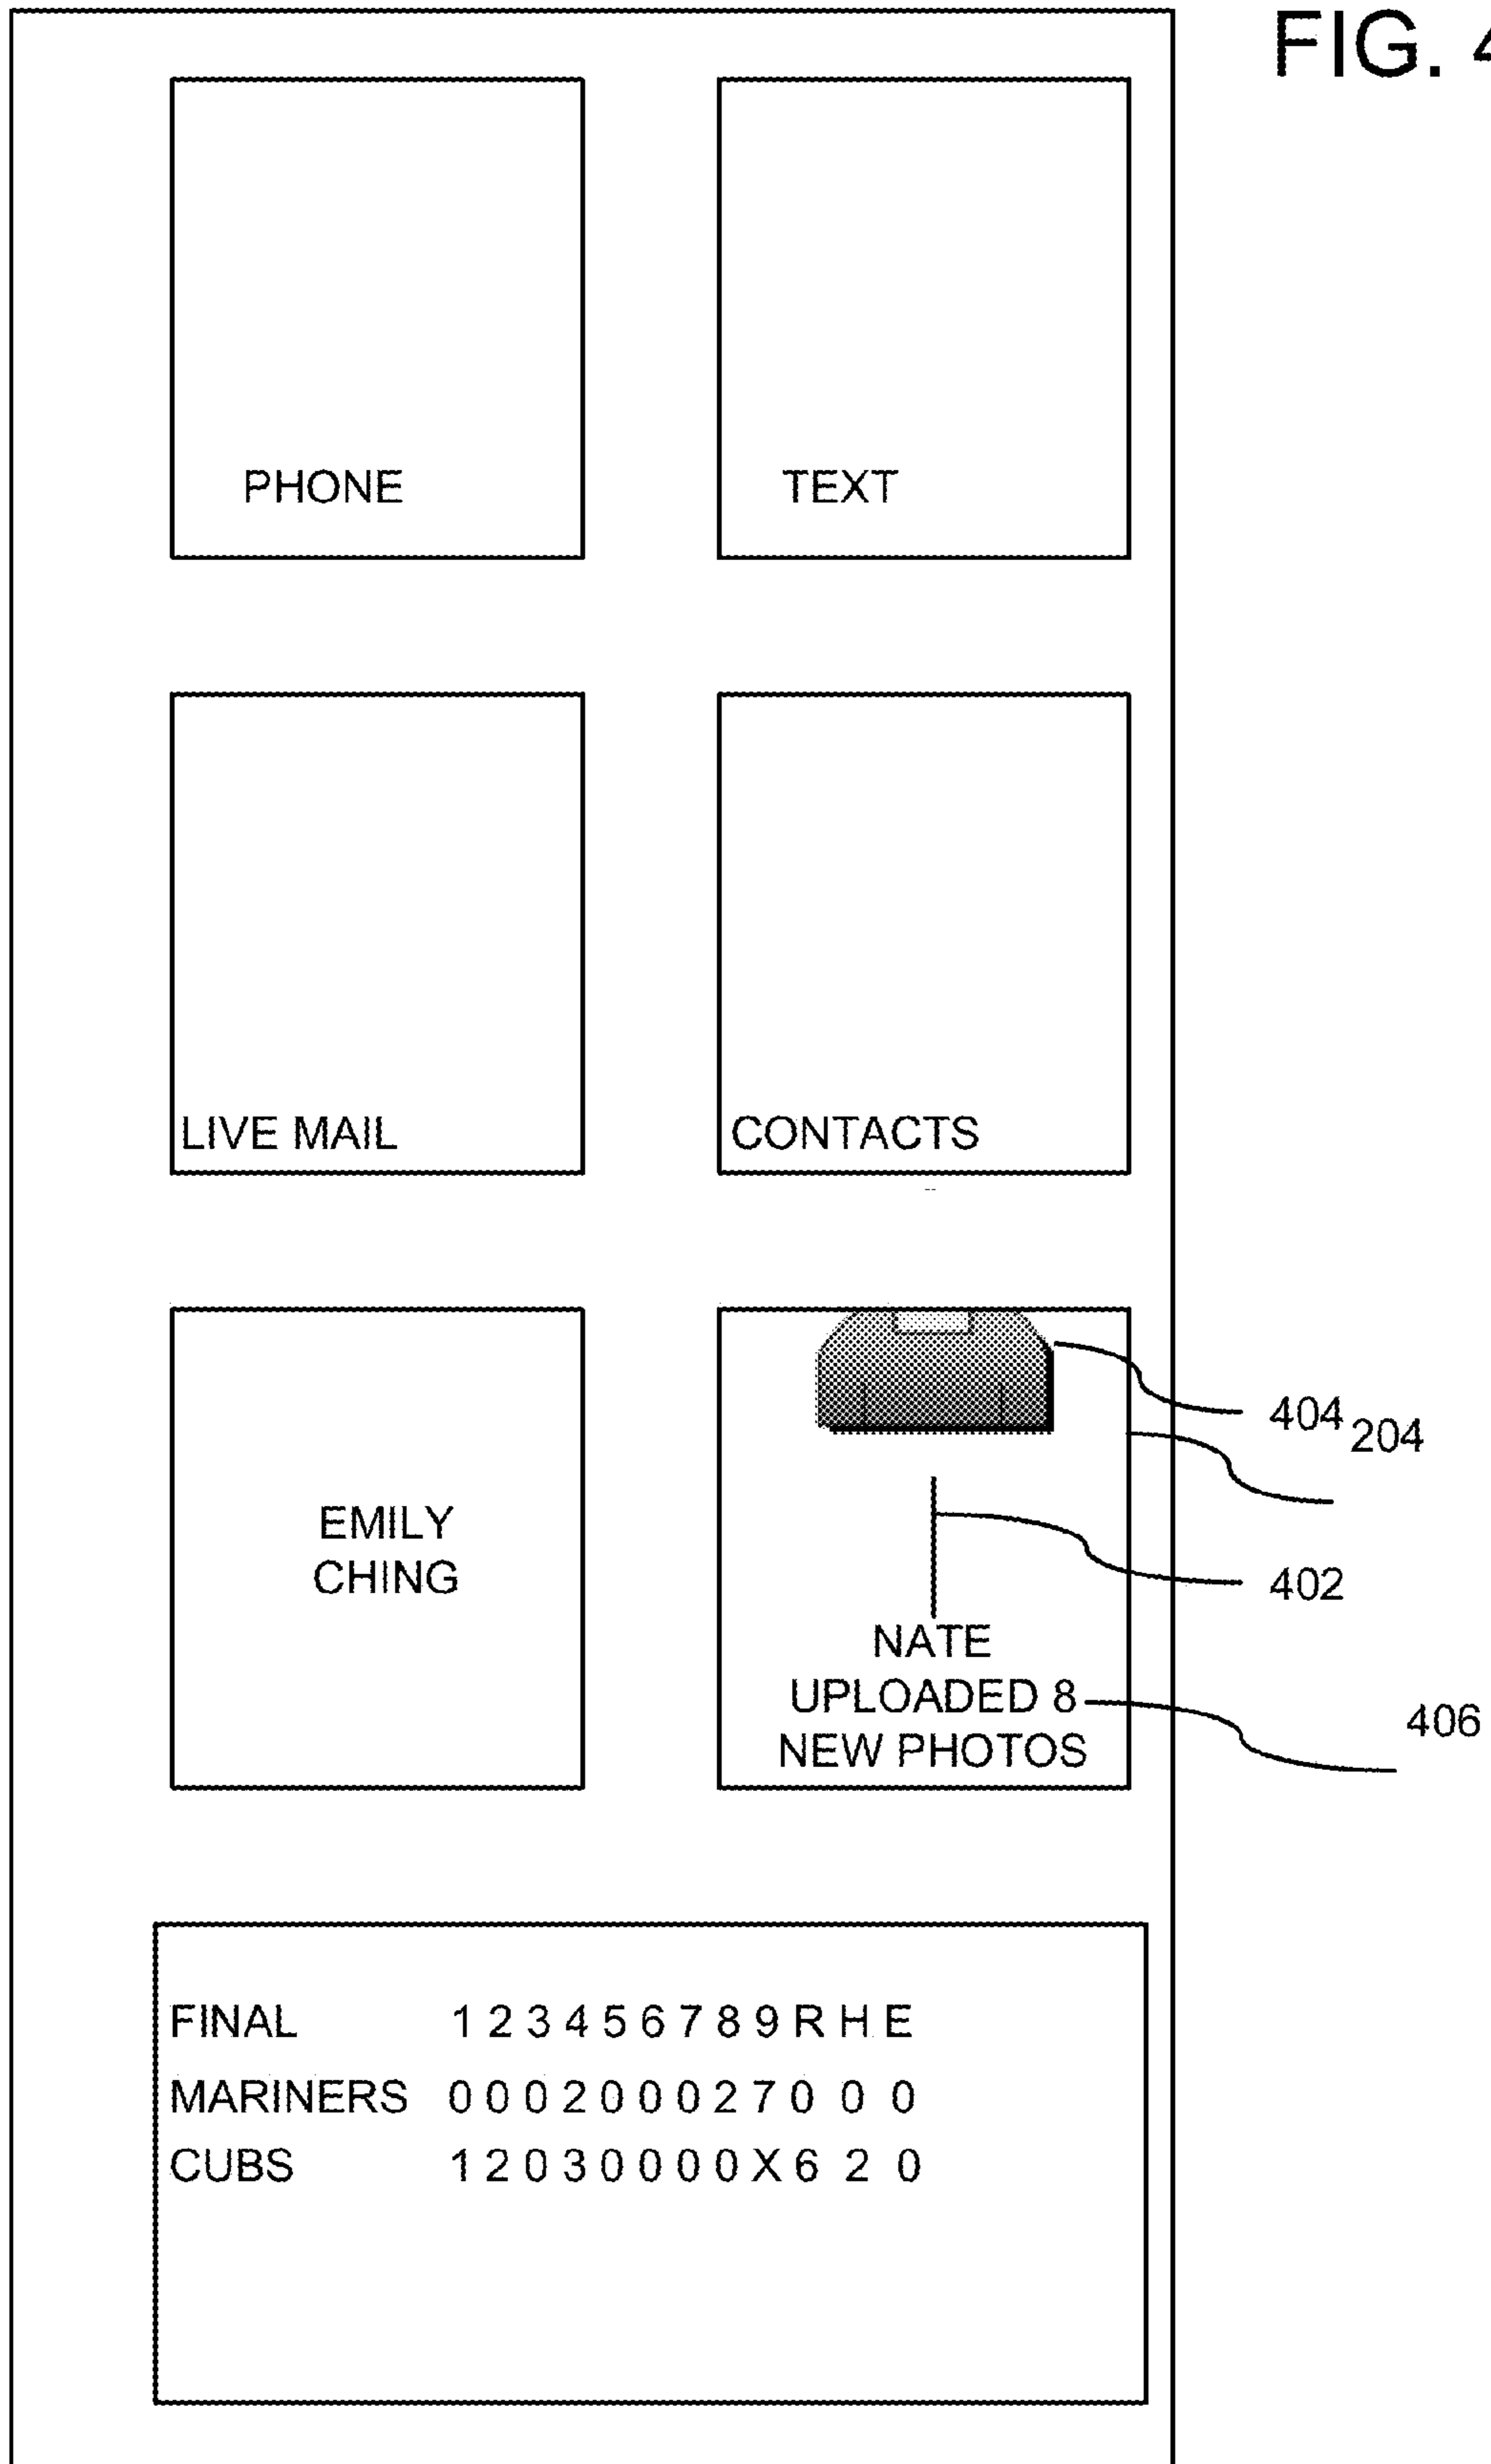 FIG. 4
PHONE
TEXT
LIVE MAIL
CONTACTS
EMILY
CHING
404
204
402
NATE
UPLOADED 8
NEW PHOTOS
406
FINAL 1 2 3 4 5 6 7 8 9 R H E
MARINERS 0 0 0 2 0 0 0 2 7 0 0 0
CUBS 1 2 0 3 0 0 0 0 X 6 2 0